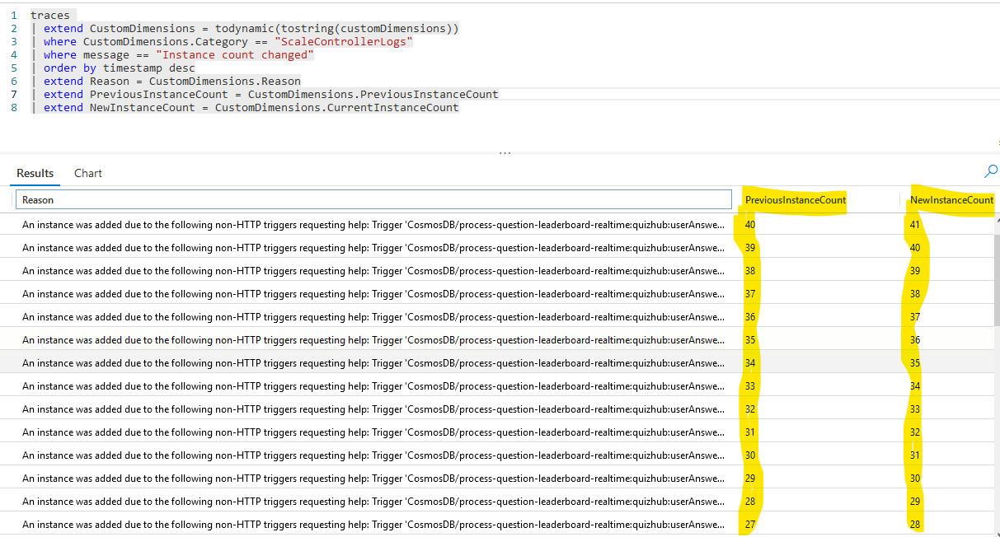 1 traces
2 | extend CustomDimensions = todynamic(tostring(customDimensions))
3 | where CustomDimensions.Category == "ScaleControllerLogs"
4 | where message == "Instance count changed"
5 | order by timestamp desc
6 | extend Reason = CustomDimensions.Reason
7 | extend PreviousInstanceCount = CustomDimensions.PreviousInstanceCount
8 | extend NewInstanceCount = CustomDimensions.CurrentInstanceCount
Results Chart
Reason PreviousInstanceCount NewInstanceCount
An instance was added due to the following non-HTTP triggers requesting help: Trigger 'CosmosDB/process-question-leaderboard-realtime:quizhub:userAnswe... 40 41
An instance was added due to the following non-HTTP triggers requesting help: Trigger 'CosmosDB/process-question-leaderboard-realtime:quizhub:userAnswe... 39 40
An instance was added due to the following non-HTTP triggers requesting help: Trigger 'CosmosDB/process-question-leaderboard-realtime:quizhub:userAnswe... 38 39
An instance was added due to the following non-HTTP triggers requesting help: Trigger 'CosmosDB/process-question-leaderboard-realtime:quizhub:userAnswe... 37 38
An instance was added due to the following non-HTTP triggers requesting help: Trigger 'CosmosDB/process-question-leaderboard-realtime:quizhub:userAnswe... 36 37
An instance was added due to the following non-HTTP triggers requesting help: Trigger 'CosmosDB/process-question-leaderboard-realtime:quizhub:userAnswe... 35 36
An instance was added due to the following non-HTTP triggers requesting help: Trigger 'CosmosDB/process-question-leaderboard-realtime:quizhub:userAnswe... 34 35
An instance was added due to the following non-HTTP triggers requesting help: Trigger 'CosmosDB/process-question-leaderboard-realtime:quizhub:userAnswe... 33 34
An instance was added due to the following non-HTTP triggers requesting help: Trigger 'CosmosDB/process-question-leaderboard-realtime:quizhub:userAnswe... 32 33
An instance was added due to the following non-HTTP triggers requesting help: Trigger 'CosmosDB/process-question-leaderboard-realtime:quizhub:userAnswe... 31 32
An instance was added due to the following non-HTTP triggers requesting help: Trigger 'CosmosDB/process-question-leaderboard-realtime:quizhub:userAnswe... 30 31
An instance was added due to the following non-HTTP triggers requesting help: Trigger 'CosmosDB/process-question-leaderboard-realtime:quizhub:userAnswe... 29 30
An instance was added due to the following non-HTTP triggers requesting help: Trigger 'CosmosDB/process-question-leaderboard-realtime:quizhub:userAnswe... 28 29
An instance was added due to the following non-HTTP triggers requesting help: Trigger 'CosmosDB/process-question-leaderboard-realtime:quizhub:userAnswe... 27 28